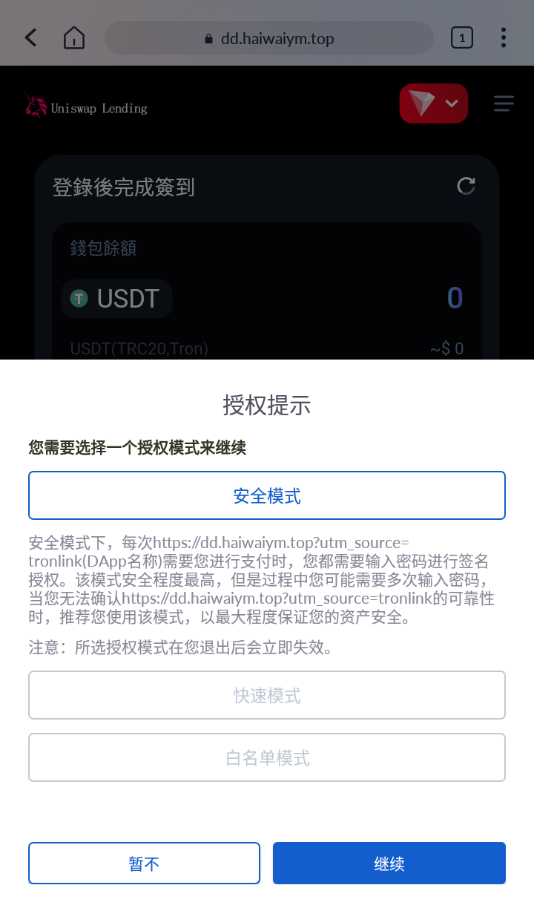 dd.haiwaiym.top
1
Uniswap Lending
登錄後完成簽到
錢包餘額
USDT
0
USDT(TRC20,Tron)
~$ 0
授权提示
您需要选择一个授权模式来继续
安全模式
安全模式下，每次https://dd.haiwaiym.top?utm_source=
tronlink(DApp名称)需要您进行支付时，您都需要输入密码进行签名
授权。该模式安全程度最高，但是过程中您可能需要多次输入密码，
当您无法确认https://dd.haiwaiym.top?utm_source=tronlink的可靠性
时，推荐您使用该模式，以最大程度保证您的资产安全。
注意：所选授权模式在您退出后会立即失效。
快速模式
白名单模式
暂不
继续